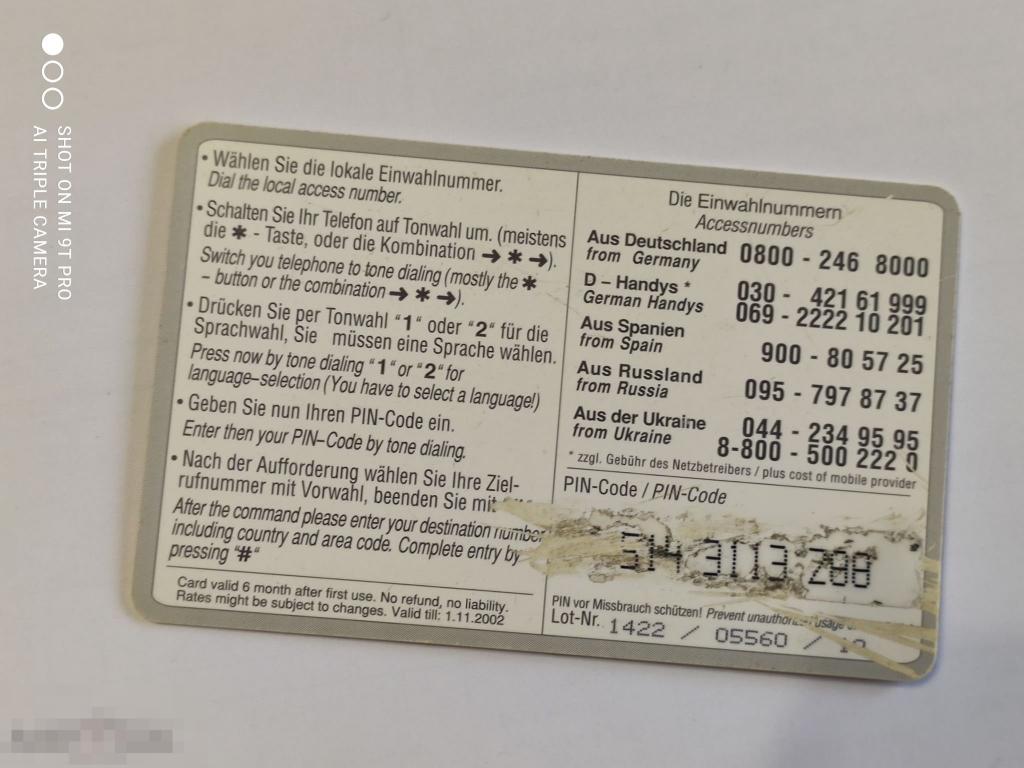 SHOT ON MI 9T PRO
AI TRIPLE CAMERA
• Wählen Sie die lokale Einwahlnummer.
Dial the local access number.
• Schalten Sie Ihr Telefon auf Tonwahl um. (meistens
die ✱ - Taste, oder die Kombination ➔ ✱ ➔).
Switch you telephone to tone dialing (mostly the ✱
– button or the combination ➔ ✱ ➔).
• Drücken Sie per Tonwahl “1“ oder “2“ für die
Sprachwahl, Sie müssen eine Sprache wählen.
Press now by tone dialing “1“ or “2“ for
language–selection (You have to select a language!)
• Geben Sie nun Ihren PIN-Code ein.
Enter then your PIN–Code by tone dialing.
• Nach der Aufforderung wählen Sie Ihre Ziel-
rufnummer mit Vorwahl, beenden Sie mit
After the command please enter your destination number
including country and area code. Complete entry by
pressing “#“
Card valid 6 month after first use. No refund, no liability.
Rates might be subject to changes. Valid till: 1.11.2002
Die Einwahlnummern
Accessnumbers
Aus Deutschland 0800 - 246 8000
from Germany
D – Handys * 030 - 421 61 999
German Handys 069 - 2222 10 201
Aus Spanien
from Spain 900 - 80 57 25
Aus Russland
from Russia 095 - 797 87 37
Aus der Ukraine 044 - 234 95 95
from Ukraine 8-800 - 500 222 0
* zzgl. Gebühr des Netzbetreibers / plus cost of mobile provider
PIN-Code / PIN-Code
514 3113 288
PIN vor Missbrauch schützen! Prevent unauthorized usage
Lot-Nr. 1422 / 05560 /